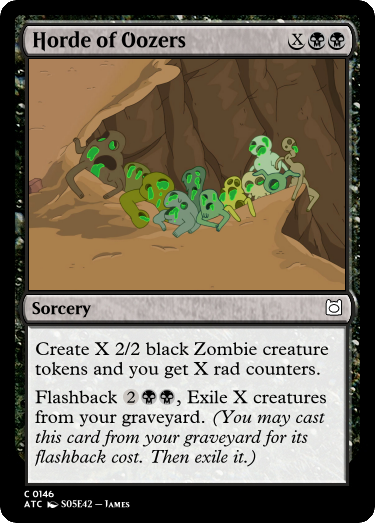 Horde of Oozers X
Sorcery
Create X 2/2 black Zombie creature
tokens and you get X rad counters.
Flashback 2, Exile X creatures
from your graveyard. (You may cast
this card from your graveyard for its
flashback cost. Then exile it.)
C 0146
ATC S05E42 – James